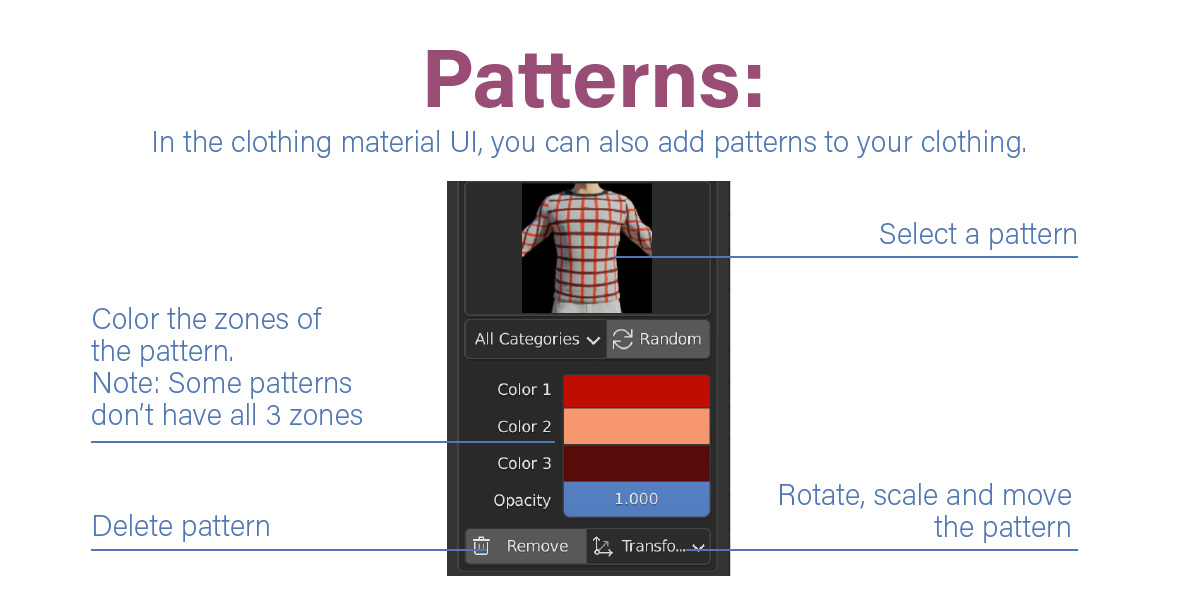 Patterns:
In the clothing material UI, you can also add patterns to your clothing.
Select a pattern
Color the zones of
the pattern.
Note: Some patterns
don’t have all 3 zones
All Categories
Random
Color 1
Color 2
Color 3
Opacity 1.000
Delete pattern
Rotate, scale and move
the pattern
Remove
Transfo...